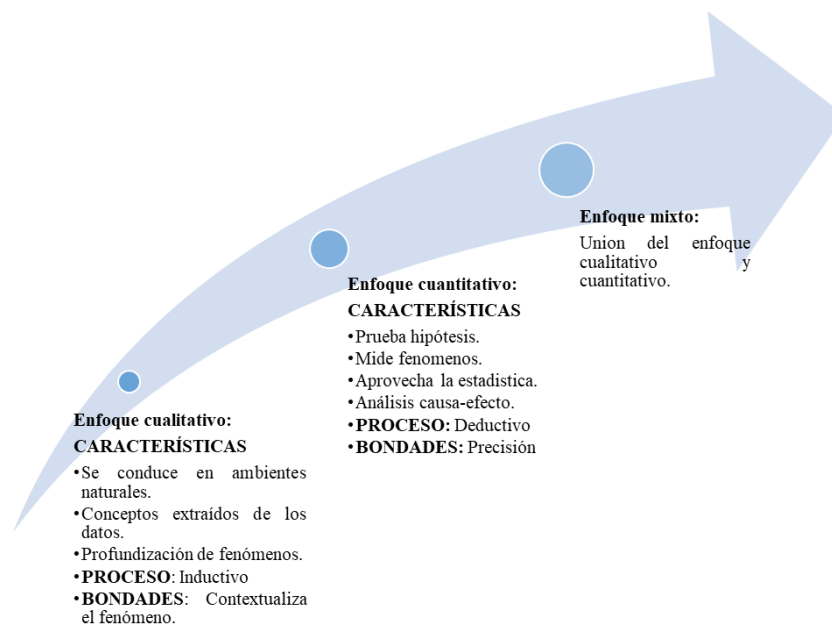 Enfoque mixto:
Union del enfoque
cualitativo y
cuantitativo.
Enfoque cuantitativo:
CARACTERÍSTICAS
•Prueba hipótesis.
•Mide fenomenos.
•Aprovecha la estadistica.
•Análisis causa-efecto.
•PROCESO: Deductivo
•BONDADES: Precisión
Enfoque cualitativo:
CARACTERÍSTICAS
•Se conduce en ambientes
naturales.
•Conceptos extraídos de los
datos.
•Profundización de fenómenos.
•PROCESO: Inductivo
•BONDADES: Contextualiza
el fenómeno.